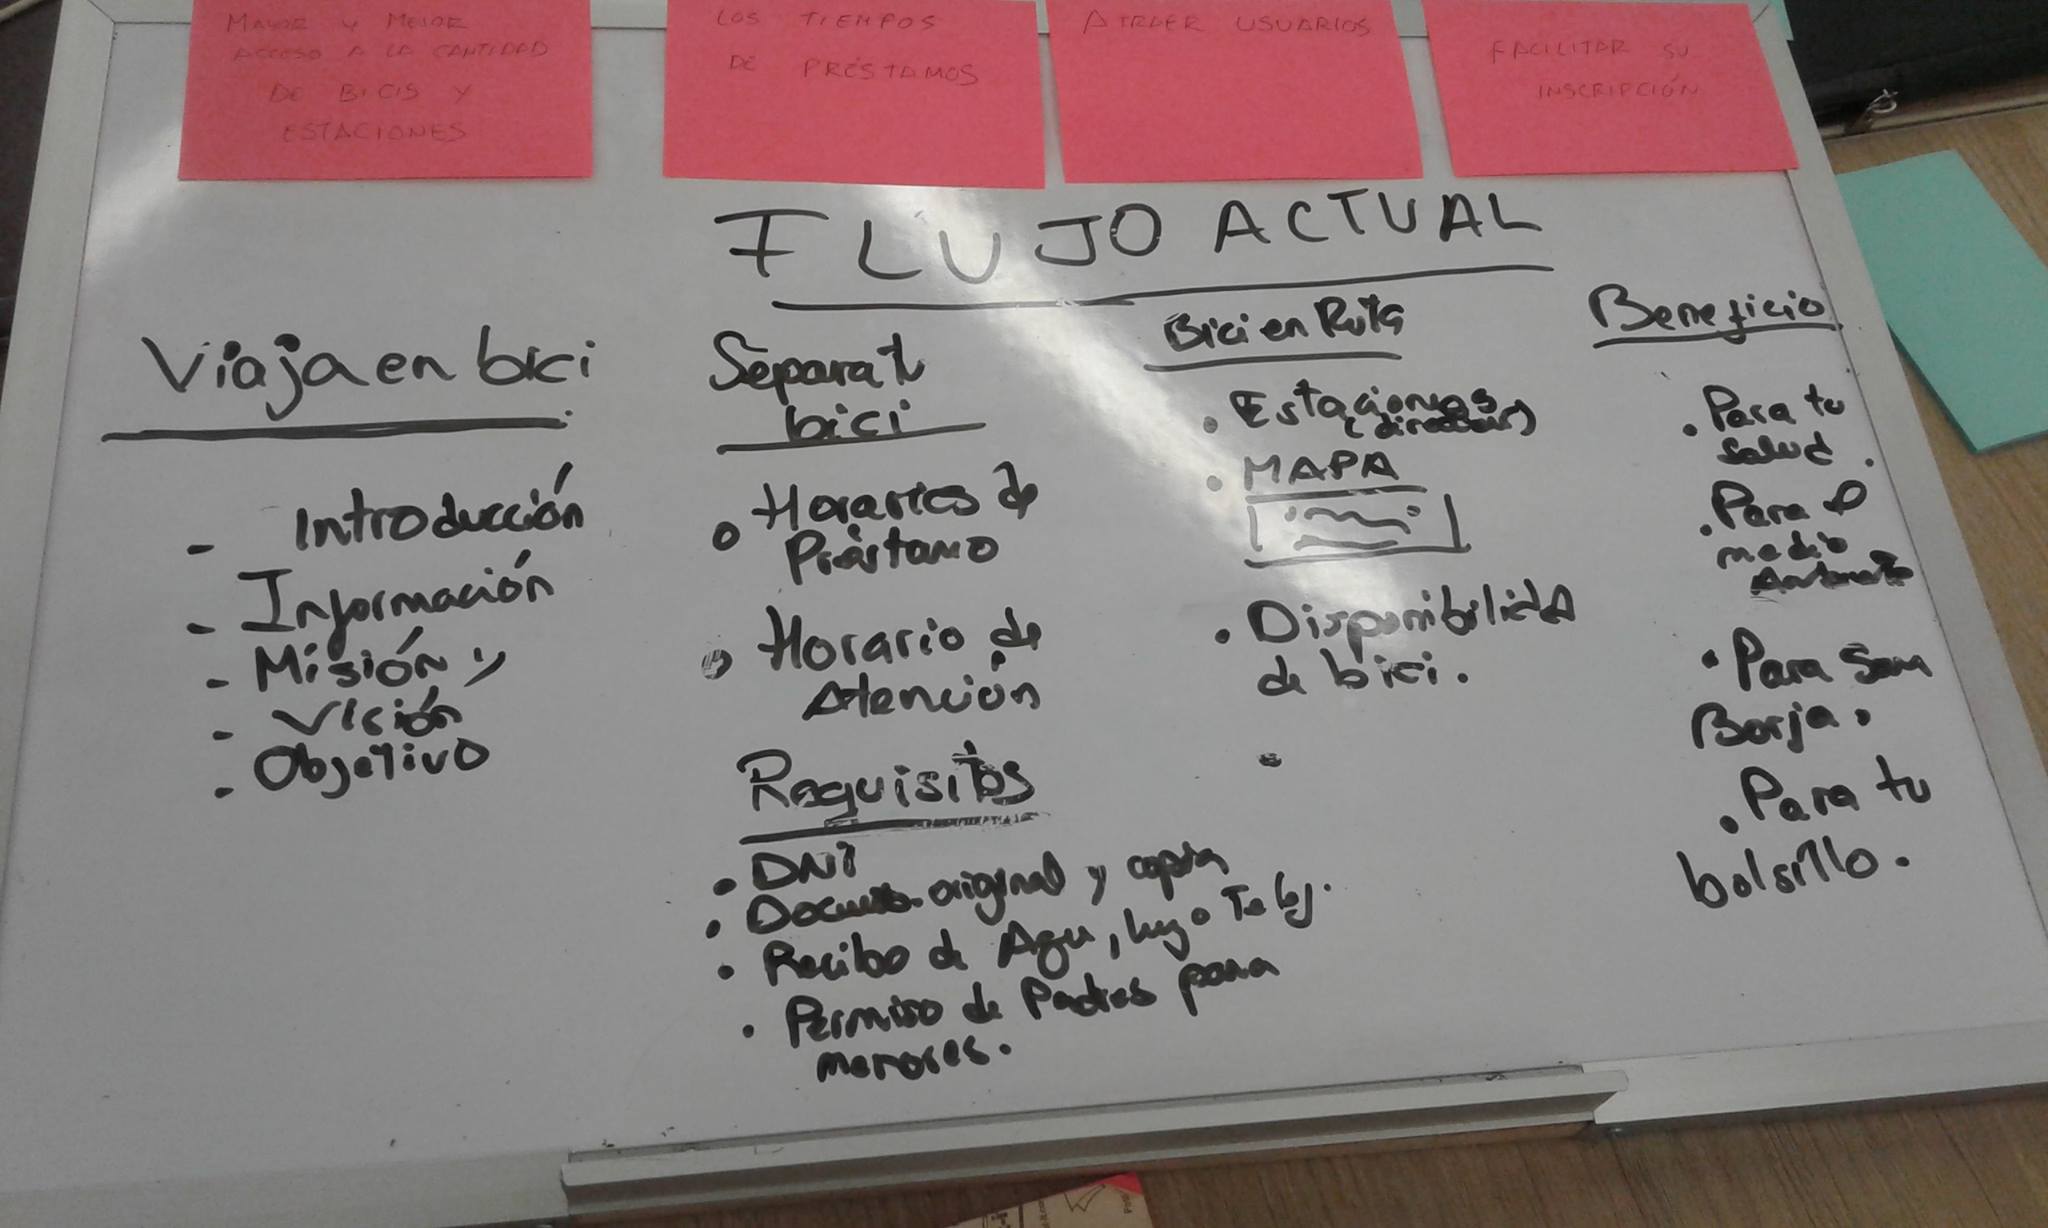 MAYOR Y MEJOR
ACCESO A LA CANTIDAD
DE BICIS Y
ESTACIONES
LOS TIEMPOS
DE PRÉSTAMOS
ATRAER USUARIOS
FACILITAR SU
INSCRIPCIÓN
FLUJO ACTUAL
Viaja en bici
- Introducción
- Información
- Misión y
- Visión
- Objetivo
Separa tu
bici
Horarios de
Préstamo
Horario de
Atención
Requisitos
• DNI
• original y copia
• Recibo de Agua, luz o Telef.
• Permiso de Padres para
menores.
Bici en Ruta
• Estaciones
• MAPA
• Disponibilidad
de bici.
Beneficio
• Para tu
salud.
• Para el
medio
Ambiente
• Para San
Borja.
• Para tu
bolsillo.